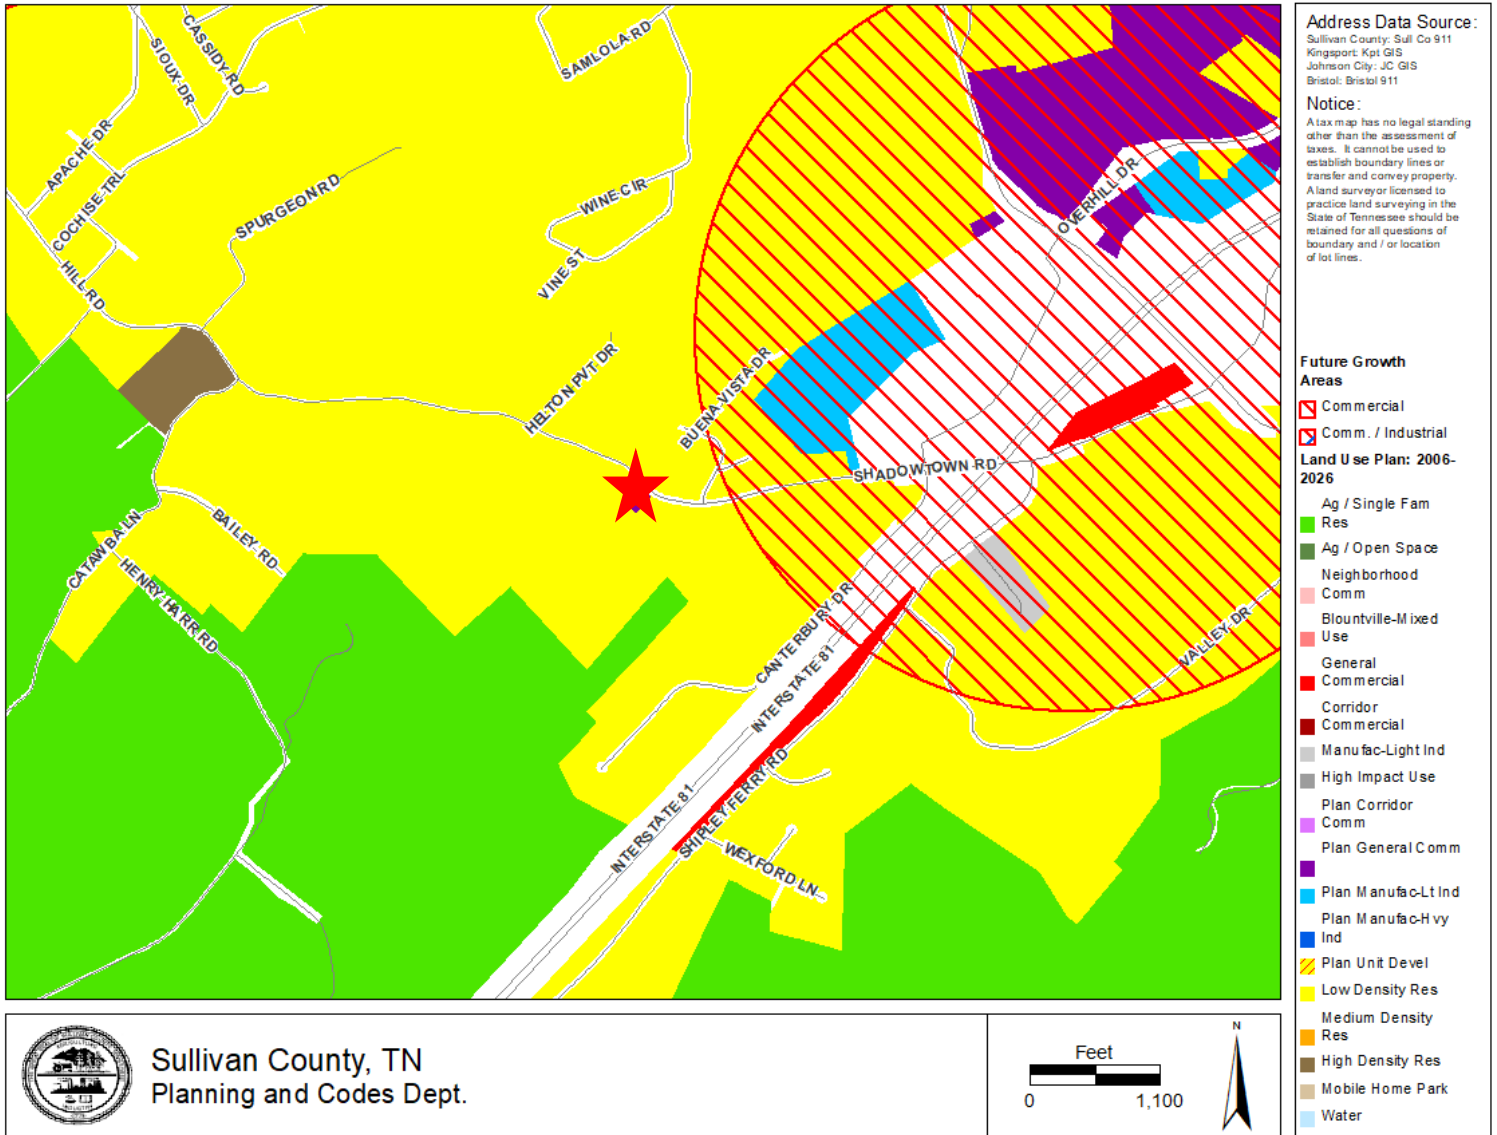 SAMLOLA RD
CASSIDY RD
SIOUX DR
APACHE DR
COCHISE TRL
HILL RD
SPURGEON RD
WINE CIR
VINE ST
OVERHILL DR
HELTON PVT DR
BUENA VISTA DR
SHADOWTOWN RD
CATAWBA LN
BAILEY RD
HENRY HARR RD
CANTERBURY DR
INTERSTATE 81
VALLEY DR
INTERSTATE 81
SHIPLEY FERRY RD
WEXFORD LN
Address Data Source:
Sullivan County: Sull Co 911
Kingsport: Kpt GIS
Johnson City: JC GIS
Bristol: Bristol 911
Notice:
A tax map has no legal standing
other than the assessment of
taxes. It cannot be used to
establish boundary lines or
transfer and convey property.
A land surveyor licensed to
practice land surveying in the
State of Tennessee should be
retained for all questions of
boundary and / or location
of lot lines.
Future Growth
Areas
Commercial
Comm. / Industrial
Land Use Plan: 2006-
2026
Ag / Single Fam
Res
Ag / Open Space
Neighborhood
Comm
Blountville-Mixed
Use
General
Commercial
Corridor
Commercial
Manufac-Light Ind
High Impact Use
Plan Corridor
Comm
Plan General Comm
Plan Manufac-Lt Ind
Plan Manufac-Hvy
Ind
Plan Unit Devel
Low Density Res
Medium Density
Res
High Density Res
Mobile Home Park
Water
Sullivan County, TN
Planning and Codes Dept.
Feet
0 1,100
N